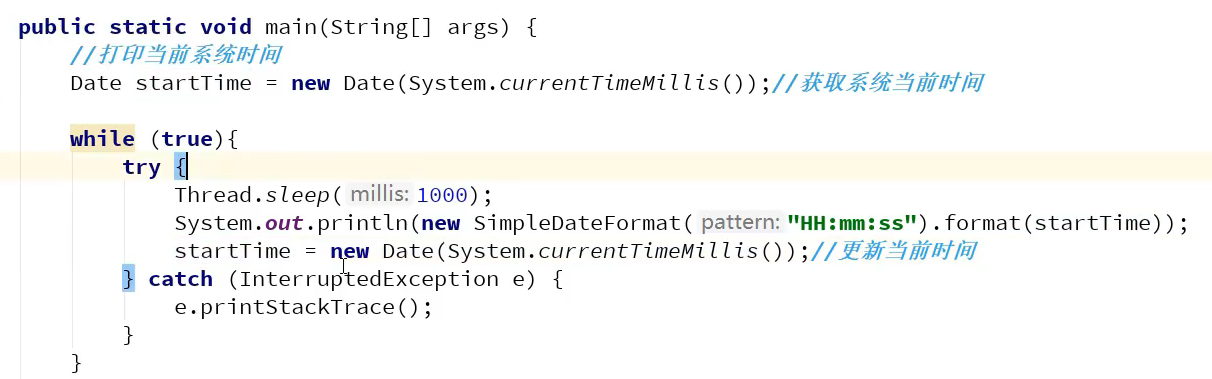 public static void main(String[] args) {
//打印当前系统时间
Date startTime = new Date(System.currentTimeMillis());//获取系统当前时间
while (true){
try {
Thread.sleep( millis: 1000);
System.out.println(new SimpleDateFormat( pattern: "HH:mm:ss").format(startTime));
startTime = new Date(System.currentTimeMillis());//更新当前时间
} catch (InterruptedException e) {
e.printStackTrace();
}
}